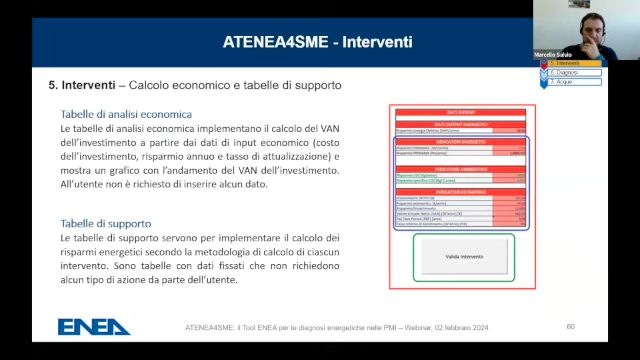 ATENEA4SME - Interventi
Marcello Salvio
5. Interventi
6. Diagnosi
7. Acque
5. Interventi – Calcolo economico e tabelle di supporto
Tabelle di analisi economica
Le tabelle di analisi economica implementano il calcolo del VAN
dell'investimento a partire dai dati di input economico (costo
dell'investimento, risparmio annuo e tasso di attualizzazione) e
mostra un grafico con l'andamento del VAN dell'investimento.
All'utente non è richiesto di inserire alcun dato.
Tabelle di supporto
Le tabelle di supporto servono per implementare il calcolo dei
risparmi energetici secondo la metodologia di calcolo di ciascun
intervento. Sono tabelle con dati fissati che non richiedono
alcun tipo di azione da parte dell'utente.
DATI OUTPUT
DATI OUTPUT ENERGETICI
INDICATORI ENERGETICI
INDICATORI AMBIENTALI
INDICATORI ECONOMICI
Valida Interventi
ENEA
ATENEA4SME: il Tool ENEA per le diagnosi energetiche nelle PMI – Webinar, 02 febbraio 2024
60